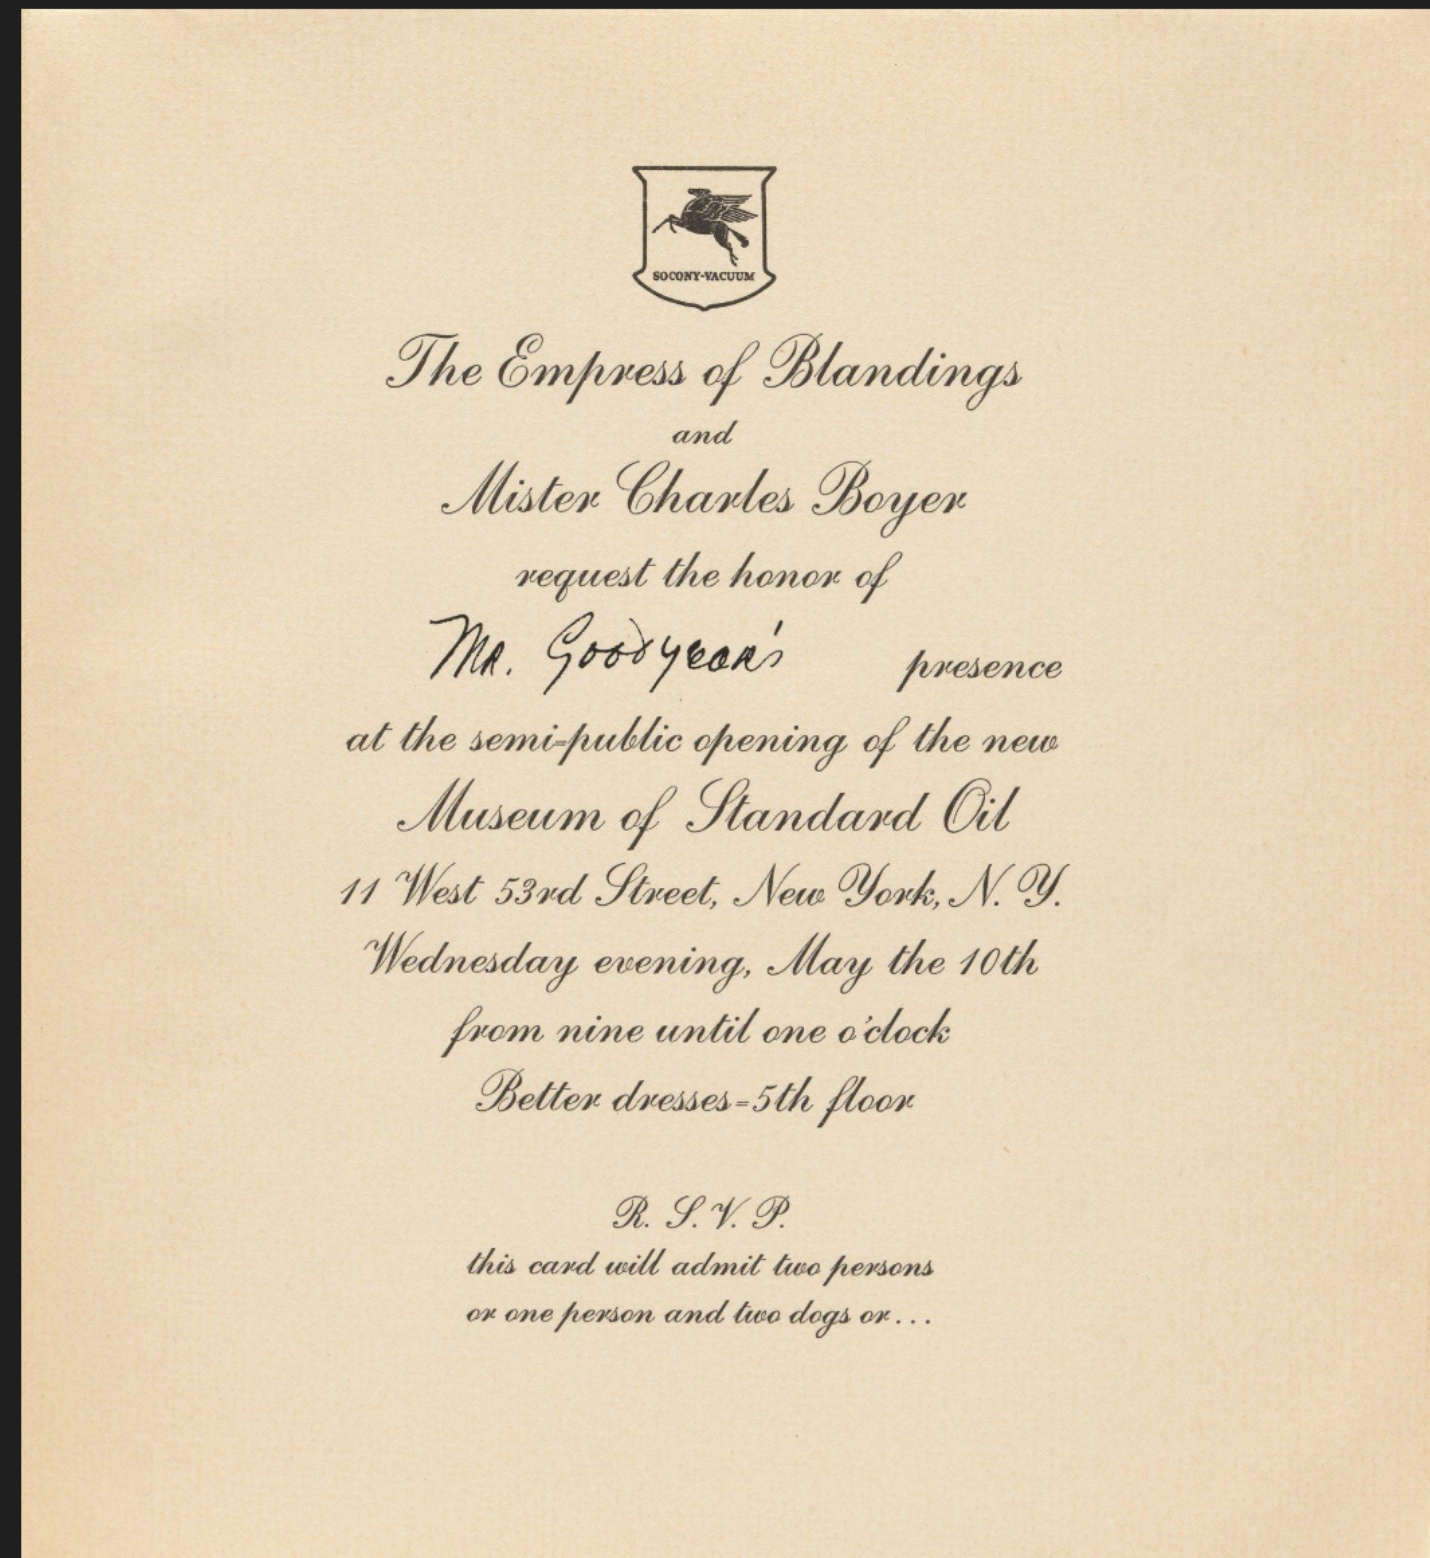 SOCONY-VACUUM
The Empress of Blandings
and
Mister Charles Boyer
request the honor of
Mr. Goodyear's presence
at the semi-public opening of the new
Museum of Standard Oil
11 West 53rd Street, New York, N. Y.
Wednesday evening, May the 10th
from nine until one o'clock
Better dresses=5th floor
R. S. V. P.
this card will admit two persons
or one person and two dogs or...